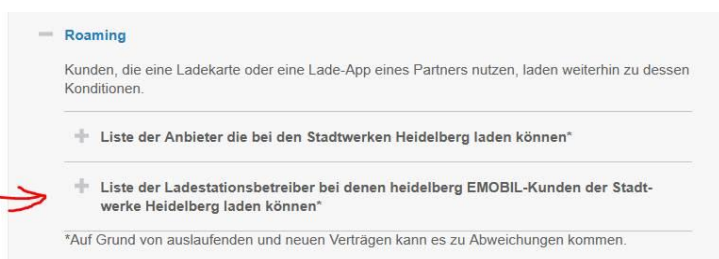 Roaming
Kunden, die eine Ladekarte oder eine Lade-App eines Partners nutzen, laden weiterhin zu dessen
Konditionen.
Liste der Anbieter die bei den Stadtwerken Heidelberg laden können*
Liste der Ladestationsbetreiber bei denen heidelberg EMOBIL-Kunden der Stadt-
werke Heidelberg laden können*
*Auf Grund von auslaufenden und neuen Verträgen kann es zu Abweichungen kommen.